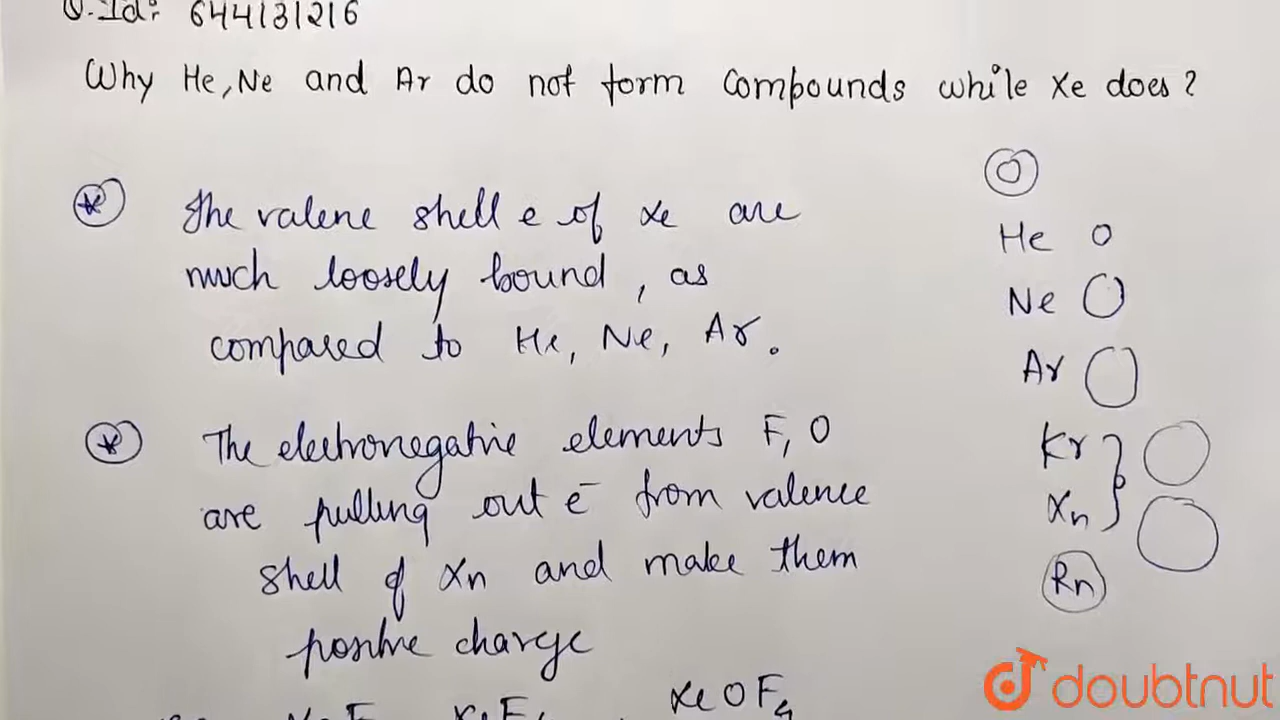 Q.Id: 644131216
Why He, Ne and Ar do not form compounds while Xe does?
The valene shell e of Xe are
much loosely bound, as
compared to He, Ne, Ar.
The electronegative elements F, O
are pulling out e⁻ from valence
shell of Xn and make them
positive charge
XeOF₄
O
He
Ne
Ar
Kr
Xn
Rn
doubtnut